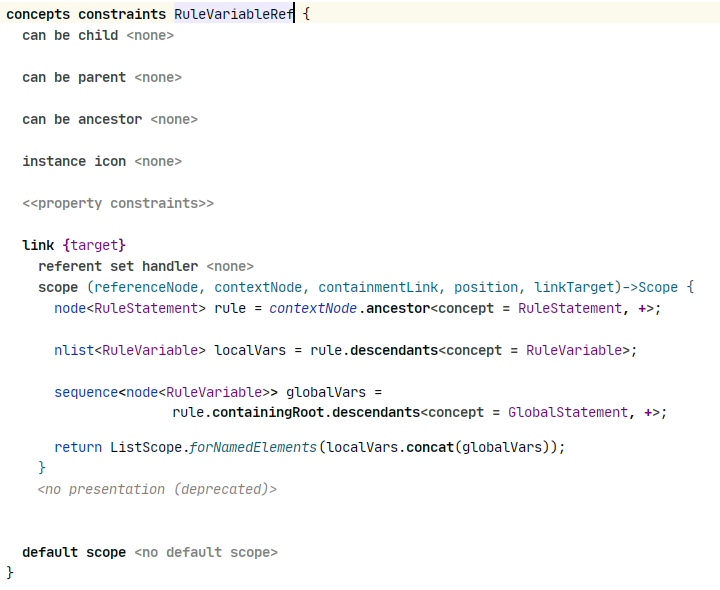 concepts constraints RuleVariableRef {
can be child <none>
can be parent <none>
can be ancestor <none>
instance icon <none>
<<property constraints>>
link {target}
referent set handler <none>
scope (referenceNode, contextNode, containmentLink, position, linkTarget)->Scope {
node<RuleStatement> rule = contextNode.ancestor<concept = RuleStatement, +>;
nlist<RuleVariable> localVars = rule.descendants<concept = RuleVariable>;
sequence<node<RuleVariable>> globalVars =
rule.containingRoot.descendants<concept = GlobalStatement, +>;
return ListScope.forNamedElements(localVars.concat(globalVars));
}
<no presentation (deprecated)>
default scope <no default scope>
}